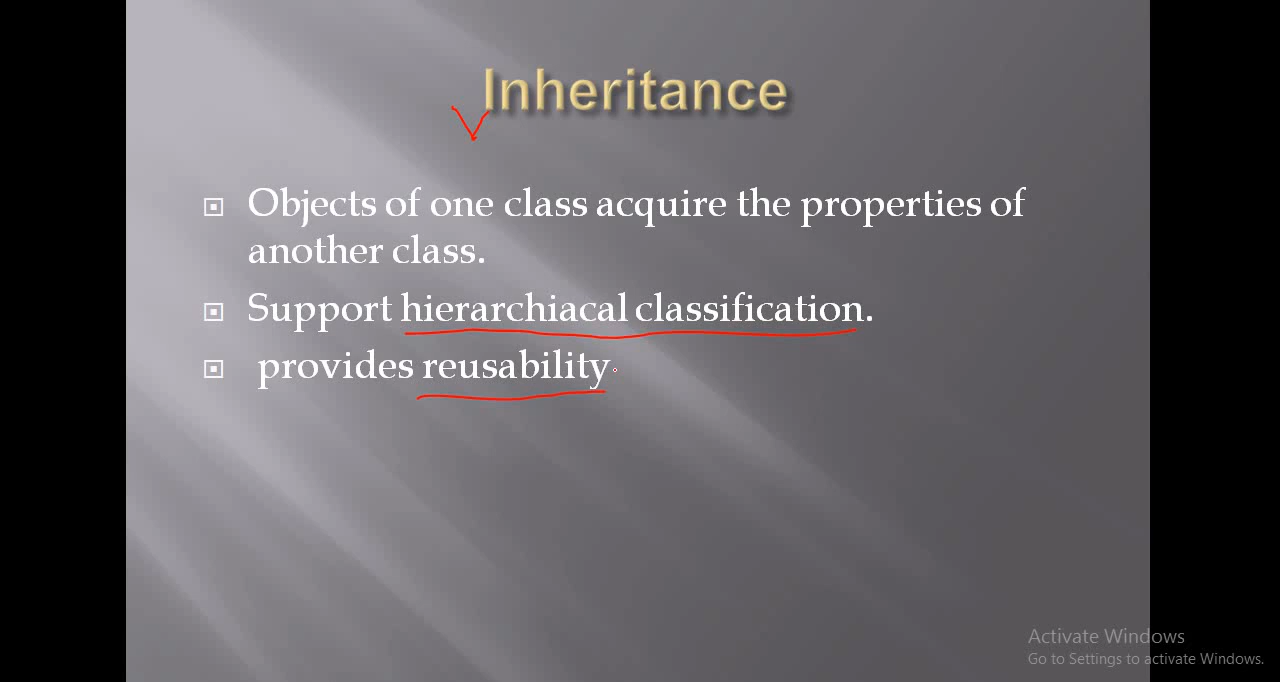 Inheritance
Objects of one class acquire the properties of
another class.
Support hierarchiacal classification.
provides reusability
Activate Windows
Go to Settings to activate Windows.